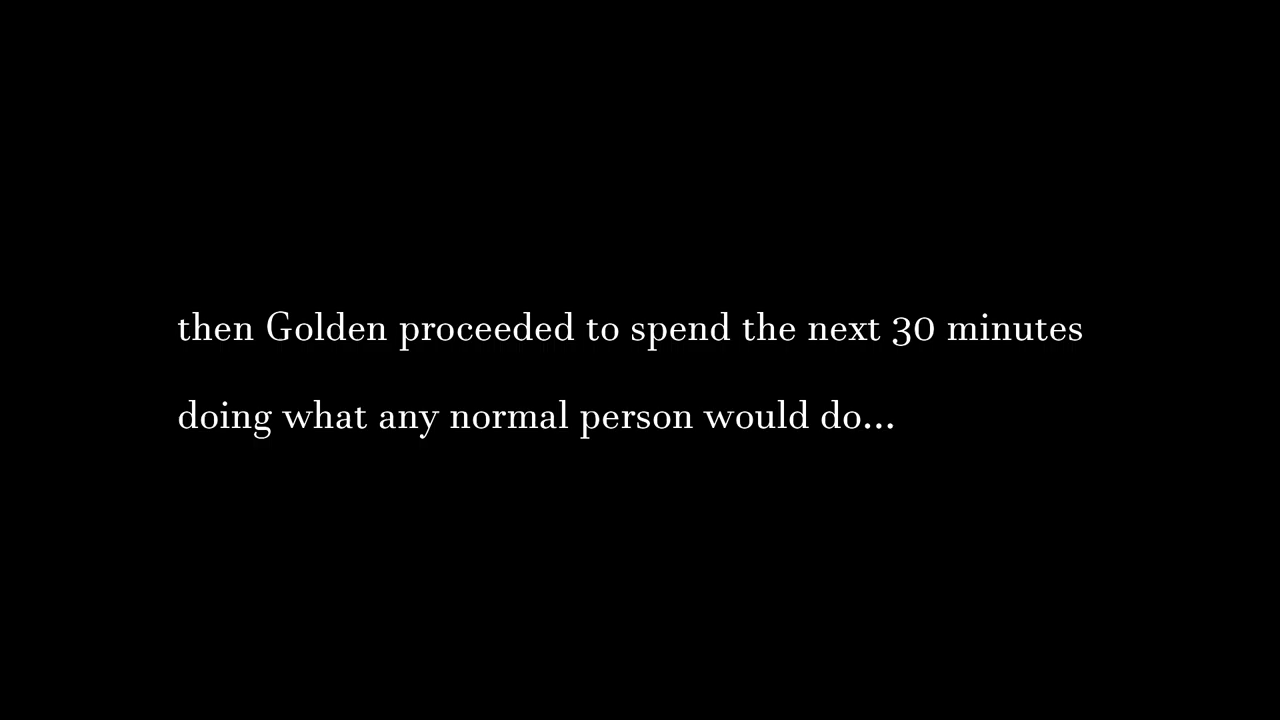 then Golden proceeded to spend the next 30 minutes
doing what any normal person would do...